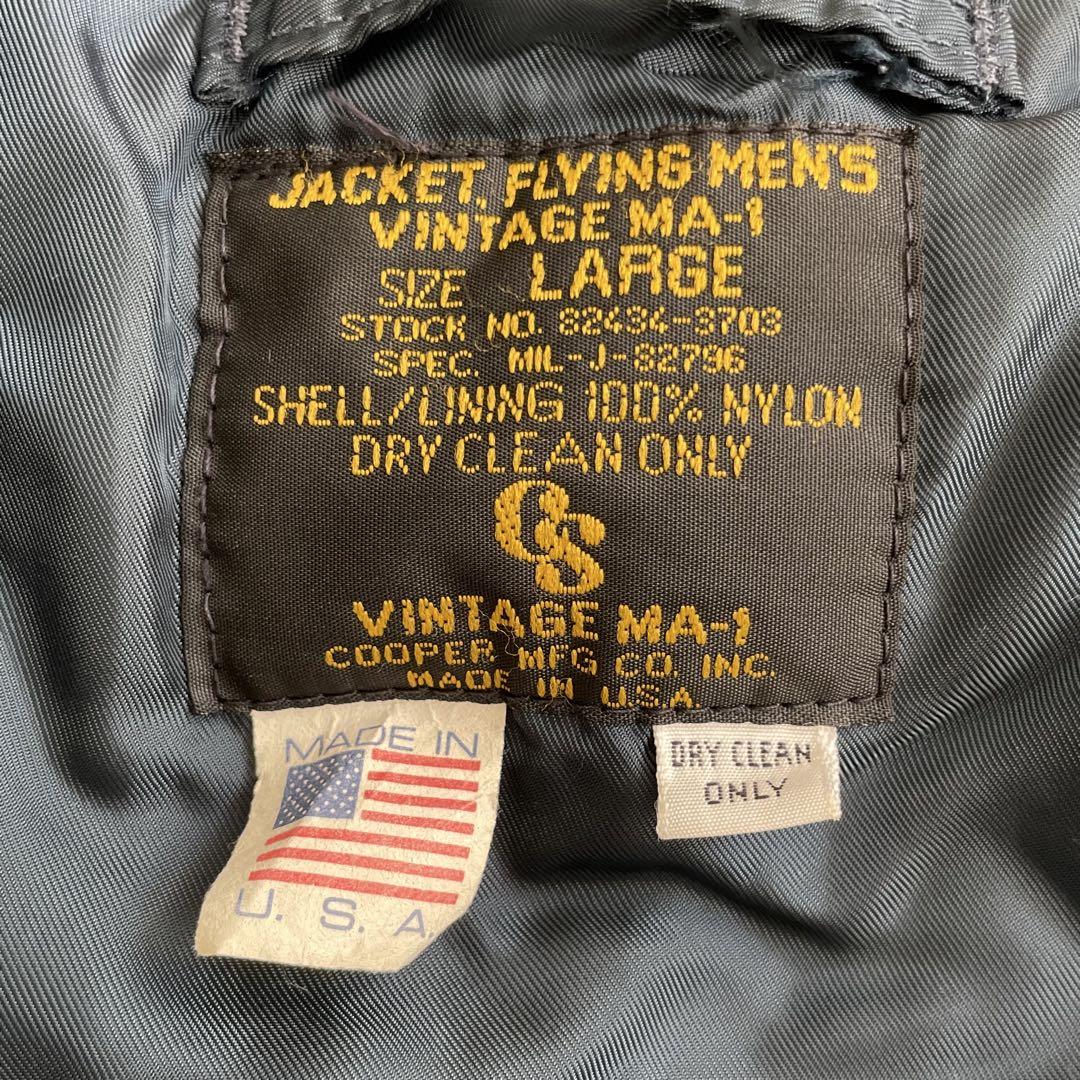 JACKET, FLYING MEN'S
VINTAGE MA-1
SIZE LARGE
STOCK NO. 82434-3703
SPEC. MIL-J-82796
SHELL/LINING 100% NYLON
DRY CLEAN ONLY
CS
VINTAGE MA-1
COOPER MFG CO. INC.
MADE IN U.S.A.
MADE IN
U. S. A.
DRY CLEAN
ONLY